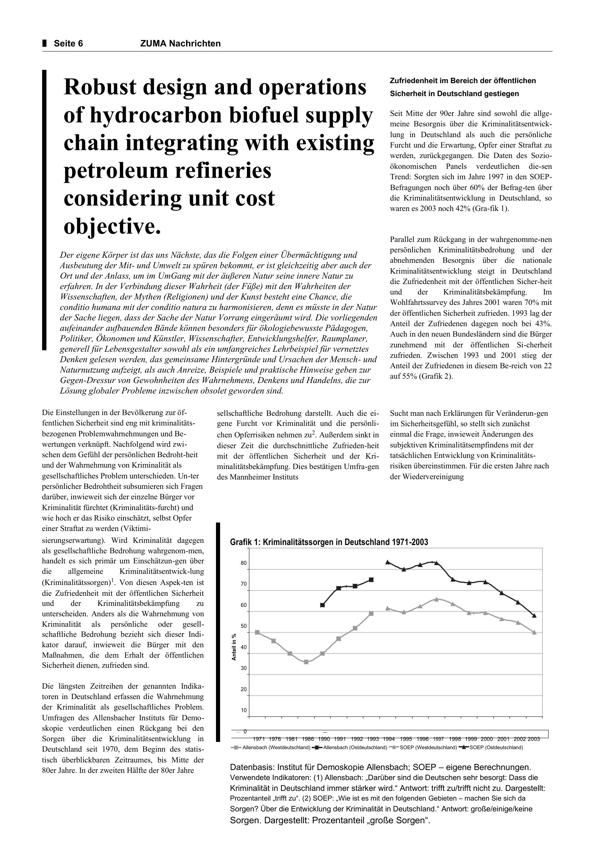 Seite 6
ZUMA Nachrichten
Robust design and operations
of hydrocarbon biofuel supply
chain integrating with existing
petroleum refineries
considering unit cost
objective.
Der eigene Körper ist das uns Nächste, das die Folgen einer Übermächtigung und
Ausbeutung der Mit- und Umwelt zu spüren bekommt, er ist gleichzeitig aber auch der
Ort und der Anlass, um im UmGang mit der äußeren Natur seine innere Natur zu
erfahren. In der Verbindung dieser Wahrheit (der Füße) mit den Wahrheiten der
Wissenschaften, der Mythen (Religionen) und der Kunst besteht eine Chance, die
conditio humana mit der conditio natura zu harmonisieren, denn es müsste in der Natur
der Sache liegen, dass der Sache der Natur Vorrang eingeräumt wird. Die vorliegenden
aufeinander aufbauenden Bände können besonders für ökologiebewusste Pädagogen,
Politiker, Ökonomen und Künstler, Wissenschafter, Entwicklungshelfer, Raumplaner,
generell für Lebensgestalter sowohl als ein umfangreiches Lehrbeispiel für vernetztes
Denken gelesen werden, das gemeinsame Hintergründe und Ursachen der Mensch- und
Naturnutzung aufzeigt, als auch Anreize, Beispiele und praktische Hinweise geben zur
Gegen-Dressur von Gewohnheiten des Wahrnehmens, Denkens und Handelns, die zur
Lösung globaler Probleme inzwischen obsolet geworden sind.
Die Einstellungen in der Bevölkerung zur öf-
fentlichen Sicherheit sind eng mit kriminalitäts-
bezogenen Problemwahrnehmungen und Be-
wertungen verknüpft. Nachfolgend wird zwi-
schen dem Gefühl der persönlichen Bedroht-heit
und der Wahrnehmung von Kriminalität als
gesellschaftliches Problem unterschieden. Un-ter
persönlicher Bedrohtheit subsumieren sich Fragen
darüber, inwieweit sich der einzelne Bürger vor
Kriminalität fürchtet (Kriminalitäts-furcht) und
wie hoch er das Risiko einschätzt, selbst Opfer
einer Straftat zu werden (Viktimi-
sierungserwartung). Wird Kriminalität dagegen
als gesellschaftliche Bedrohung wahrgenom-men,
handelt es sich primär um Einschätzun-gen über
die allgemeine Kriminalitätsentwick-lung
(Kriminalitätssorgen)1. Von diesen Aspek-ten ist
die Zufriedenheit mit der öffentlichen Sicherheit
und der Kriminalitätsbekämpfung zu
unterscheiden. Anders als die Wahrnehmung von
Kriminalität als persönliche oder gesell-
schaftliche Bedrohung bezieht sich dieser Indi-
kator darauf, inwieweit die Bürger mit den
Maßnahmen, die dem Erhalt der öffentlichen
Sicherheit dienen, zufrieden sind.
Die längsten Zeitreihen der genannten Indika-
toren in Deutschland erfassen die Wahrnehmung
der Kriminalität als gesellschaftliches Problem.
Umfragen des Allensbacher Instituts für Demo-
skopie verdeutlichen einen Rückgang bei den
Sorgen über die Kriminalitätsentwicklung in
Deutschland seit 1970, dem Beginn des statis-
tisch überblickbaren Zeitraumes, bis Mitte der
80er Jahre. In der zweiten Hälfte der 80er Jahre
sellschaftliche Bedrohung darstellt. Auch die ei-
gene Furcht vor Kriminalität und die persönli-
chen Opferrisiken nehmen zu2. Außerdem sinkt in
dieser Zeit die durchschnittliche Zufrieden-heit
mit der öffentlichen Sicherheit und der Kri-
minalitätsbekämpfung. Dies bestätigen Umfra-gen
des Mannheimer Instituts
Zufriedenheit im Bereich der öffentlichen
Sicherheit in Deutschland gestiegen
Seit Mitte der 90er Jahre sind sowohl die allge-
meine Besorgnis über die Kriminalitätsentwick-
lung in Deutschland als auch die persönliche
Furcht und die Erwartung, Opfer einer Straftat zu
werden, zurückgegangen. Die Daten des Sozio-
ökonomischen Panels verdeutlichen die-sen
Trend: Sorgten sich im Jahre 1997 in den SOEP-
Befragungen noch über 60% der Befrag-ten über
die Kriminalitätsentwicklung in Deutschland, so
waren es 2003 noch 42% (Gra-fik 1).
Parallel zum Rückgang in der wahrgenomme-nen
persönlichen Kriminalitätsbedrohung und der
abnehmenden Besorgnis über die nationale
Kriminalitätsentwicklung steigt in Deutschland
die Zufriedenheit mit der öffentlichen Sicher-heit
und der Kriminalitätsbekämpfung. Im
Wohlfahrtssurvey des Jahres 2001 waren 70% mit
der öffentlichen Sicherheit zufrieden. 1993 lag der
Anteil der Zufriedenen dagegen noch bei 43%.
Auch in den neuen Bundesländern sind die Bürger
zunehmend mit der öffentlichen Si-cherheit
zufrieden. Zwischen 1993 und 2001 stieg der
Anteil der Zufriedenen in diesem Be-reich von 22
auf 55% (Grafik 2).
Sucht man nach Erklärungen für Veränderun-gen
im Sicherheitsgefühl, so stellt sich zunächst
einmal die Frage, inwieweit Änderungen des
subjektiven Kriminalitätsempfindens mit der
tatsächlichen Entwicklung von Kriminalitäts-
risiken übereinstimmen. Für die ersten Jahre nach
der Wiedervereinigung
Grafik 1: Kriminalitätssorgen in Deutschland 1971-2003
80
70
60
50
40
30
20
10
0
Anteil in %
1971 1976 1981 1986 1990 1991 1992 1993 1994 1995 1996 1997 1998 1999 2000 2001 2002 2003
Allensbach (Westdeutschland) Allensbach (Ostdeutschland) SOEP (Westdeutschland) SOEP (Ostdeutschland)
Datenbasis: Institut für Demoskopie Allensbach; SOEP – eigene Berechnungen.
Verwendete Indikatoren: (1) Allensbach: „Darüber sind die Deutschen sehr besorgt: Dass die
Kriminalität in Deutschland immer stärker wird.“ Antwort: trifft zu/trifft nicht zu. Dargestellt:
Prozentanteil „trifft zu“. (2) SOEP: „Wie ist es mit den folgenden Gebieten – machen Sie sich da
Sorgen? Über die Entwicklung der Kriminalität in Deutschland.“ Antwort: große/einige/keine
Sorgen. Dargestellt: Prozentanteil „große Sorgen“.